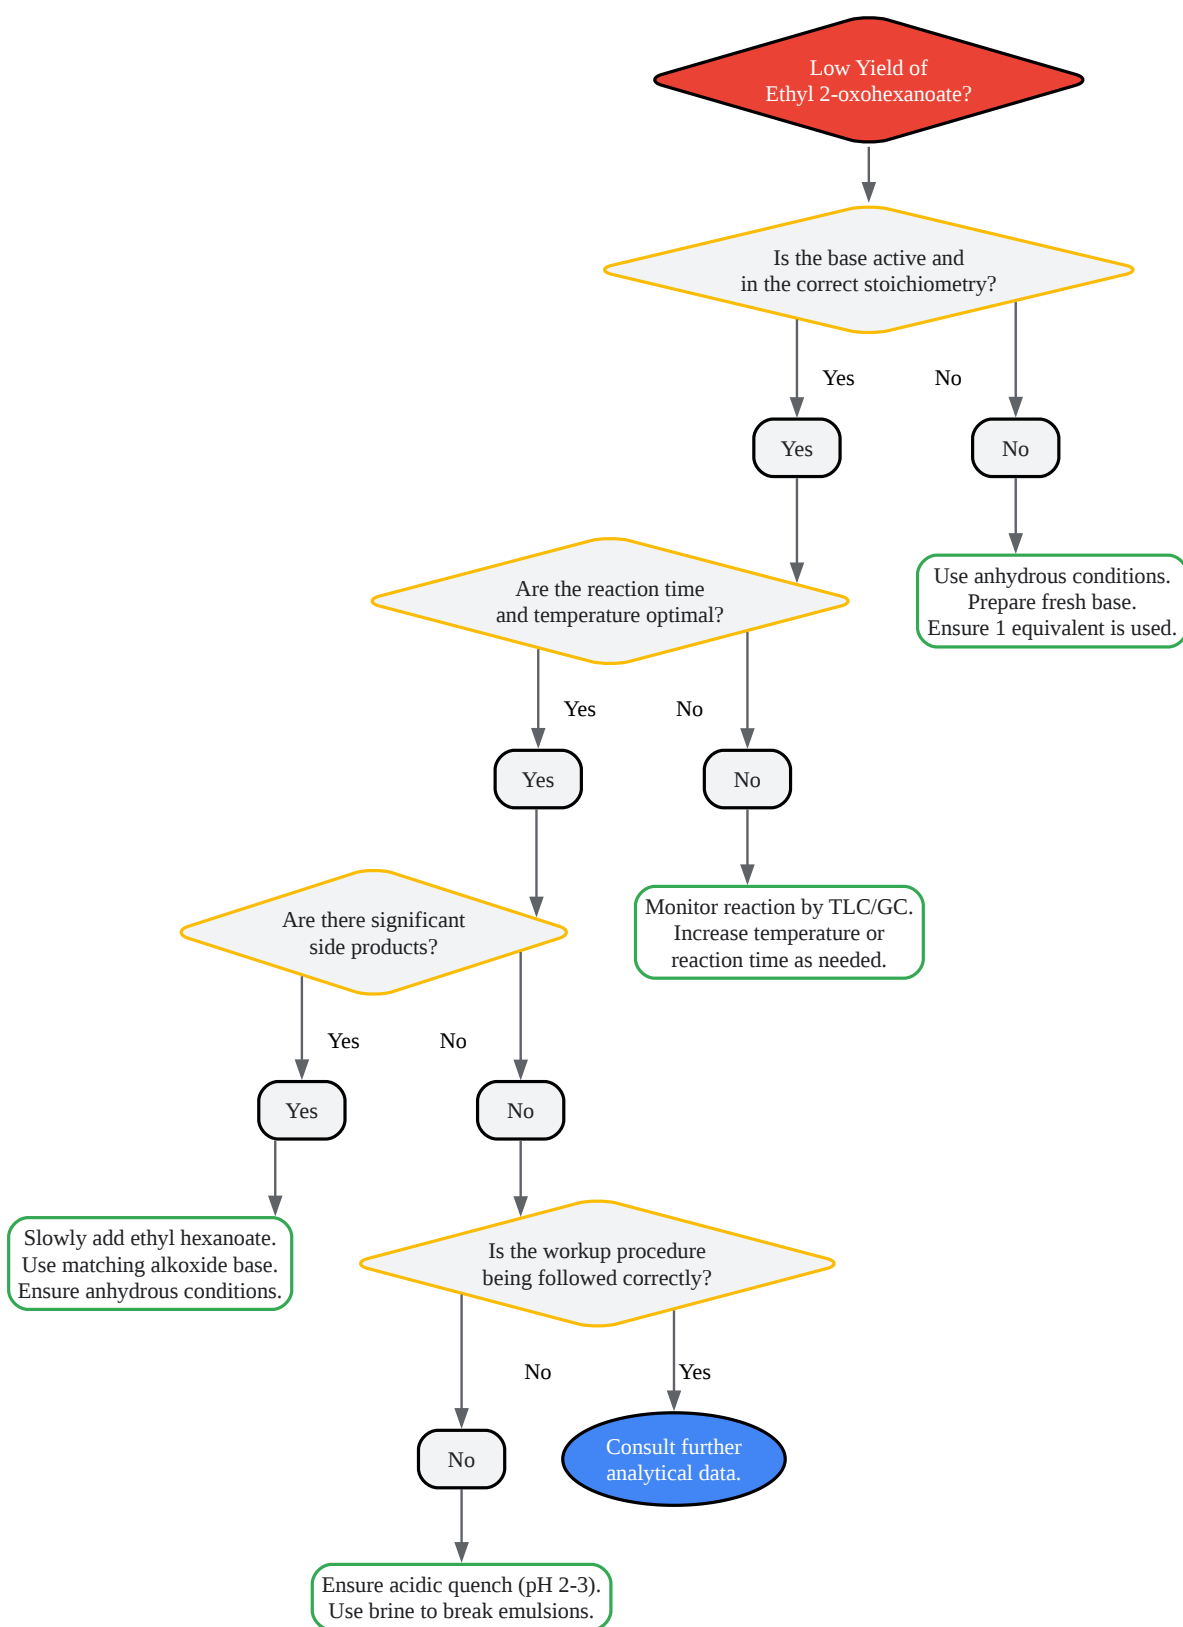 Low Yield of
Ethyl 2-oxohexanoate?
Is the base active and
in the correct stoichiometry?
Yes
No
Yes
No
Use anhydrous conditions.
Prepare fresh base.
Ensure 1 equivalent is used.
Are the reaction time
and temperature optimal?
Yes
No
Yes
No
Monitor reaction by TLC/GC.
Increase temperature or
reaction time as needed.
Are there significant
side products?
Yes
No
Yes
No
Slowly add ethyl hexanoate.
Use matching alkoxide base.
Ensure anhydrous conditions.
Is the workup procedure
being followed correctly?
No
Yes
No
Consult further
analytical data.
Ensure acidic quench (pH 2-3).
Use brine to break emulsions.